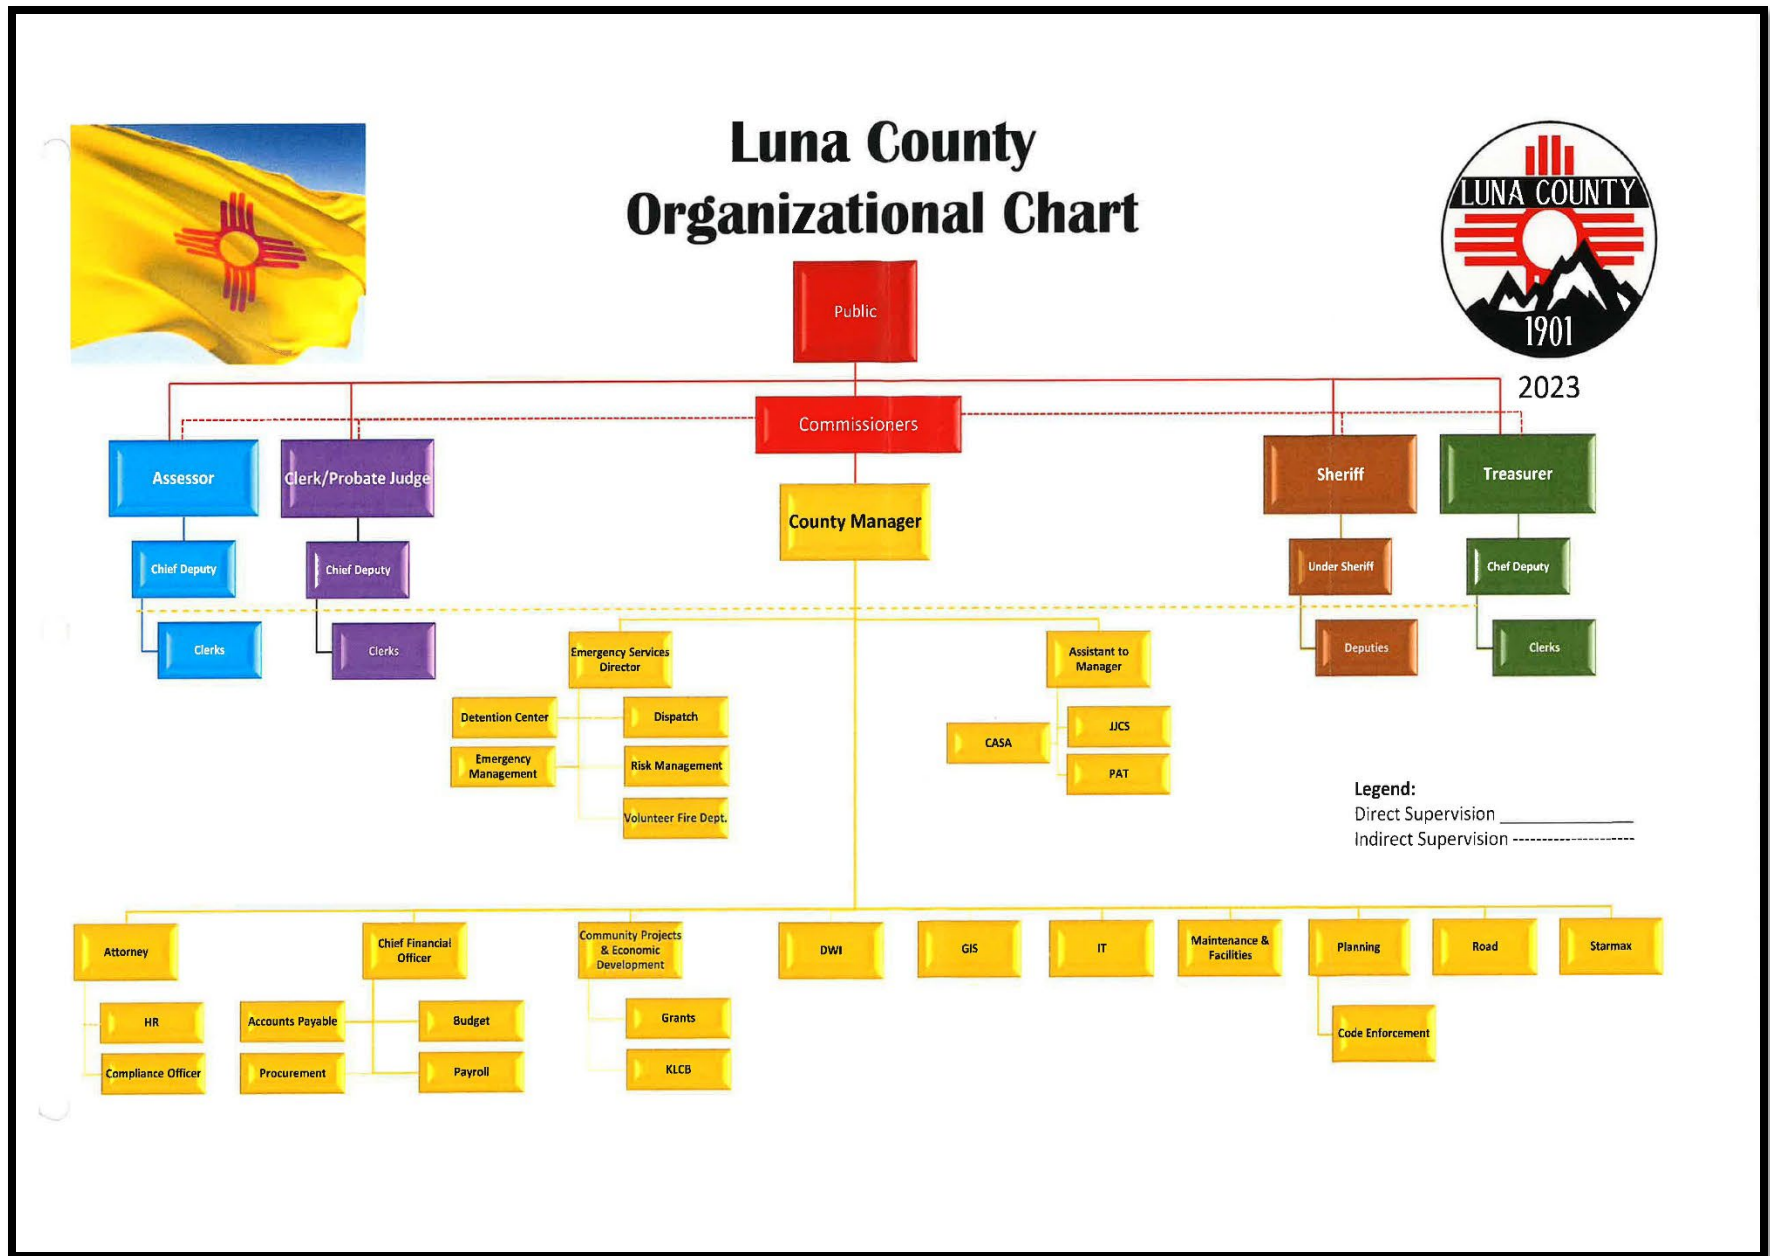 Luna County
Organizational Chart
LUNA COUNTY
1901
2023
Public
Commissioners
Assessor
Clerk/Probate Judge
County Manager
Sheriff
Treasurer
Chief Deputy
Chief Deputy
Under Sheriff
Chef Deputy
Clerks
Clerks
Deputies
Clerks
Emergency Services
Director
Assistant to
Manager
Detention Center
Dispatch
Emergency
Management
Risk Management
Volunteer Fire Dept.
CASA
JJCS
PAT
Legend:
Direct Supervision
Indirect Supervision
Attorney
Chief Financial
Officer
Community Projects
& Economic
Development
DWI
GIS
IT
Maintenance &
Facilities
Planning
Road
Starmax
HR
Compliance Officer
Accounts Payable
Budget
Procurement
Payroll
Grants
KLCB
Code Enforcement